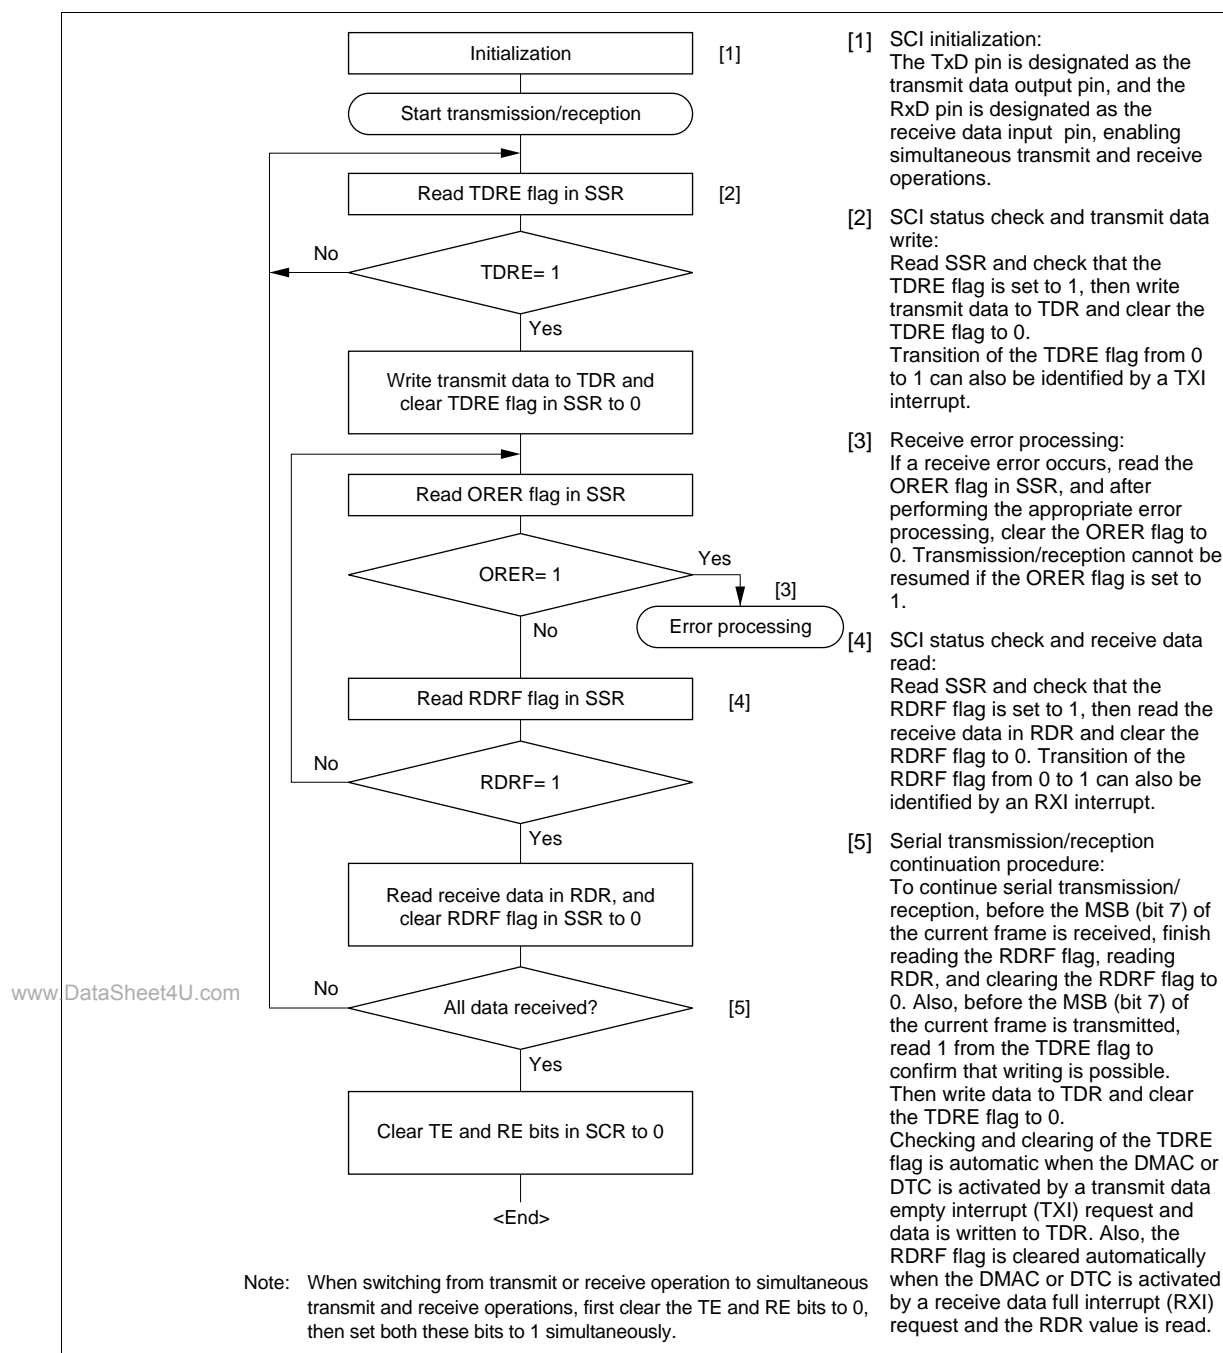 Initialization
[1]
Start transmission/reception
Read TDRE flag in SSR
[2]
No
TDRE= 1
Yes
Write transmit data to TDR and
clear TDRE flag in SSR to 0
Read ORER flag in SSR
ORER= 1
Yes
[3]
Error processing
No
Read RDRF flag in SSR
[4]
No
RDRF= 1
Yes
Read receive data in RDR, and
clear RDRF flag in SSR to 0
No
All data received?
[5]
Yes
Clear TE and RE bits in SCR to 0
<End>
[1] SCI initialization:
The TxD pin is designated as the
transmit data output pin, and the
RxD pin is designated as the
receive data input pin, enabling
simultaneous transmit and receive
operations.
[2] SCI status check and transmit data
write:
Read SSR and check that the
TDRE flag is set to 1, then write
transmit data to TDR and clear the
TDRE flag to 0.
Transition of the TDRE flag from 0
to 1 can also be identified by a TXI
interrupt.
[3] Receive error processing:
If a receive error occurs, read the
ORER flag in SSR, and after
performing the appropriate error
processing, clear the ORER flag to
0. Transmission/reception cannot be
resumed if the ORER flag is set to
1.
[4] SCI status check and receive data
read:
Read SSR and check that the
RDRF flag is set to 1, then read the
receive data in RDR and clear the
RDRF flag to 0. Transition of the
RDRF flag from 0 to 1 can also be
identified by an RXI interrupt.
[5] Serial transmission/reception
continuation procedure:
To continue serial transmission/
reception, before the MSB (bit 7) of
the current frame is received, finish
reading the RDRF flag, reading
RDR, and clearing the RDRF flag to
0. Also, before the MSB (bit 7) of
the current frame is transmitted,
read 1 from the TDRE flag to
confirm that writing is possible.
Then write data to TDR and clear
the TDRE flag to 0.
Checking and clearing of the TDRE
flag is automatic when the DMAC or
DTC is activated by a transmit data
empty interrupt (TXI) request and
data is written to TDR. Also, the
RDRF flag is cleared automatically
when the DMAC or DTC is activated
by a receive data full interrupt (RXI)
request and the RDR value is read.
Note: When switching from transmit or receive operation to simultaneous
transmit and receive operations, first clear the TE and RE bits to 0,
then set both these bits to 1 simultaneously.
www.DataSheet4U.com